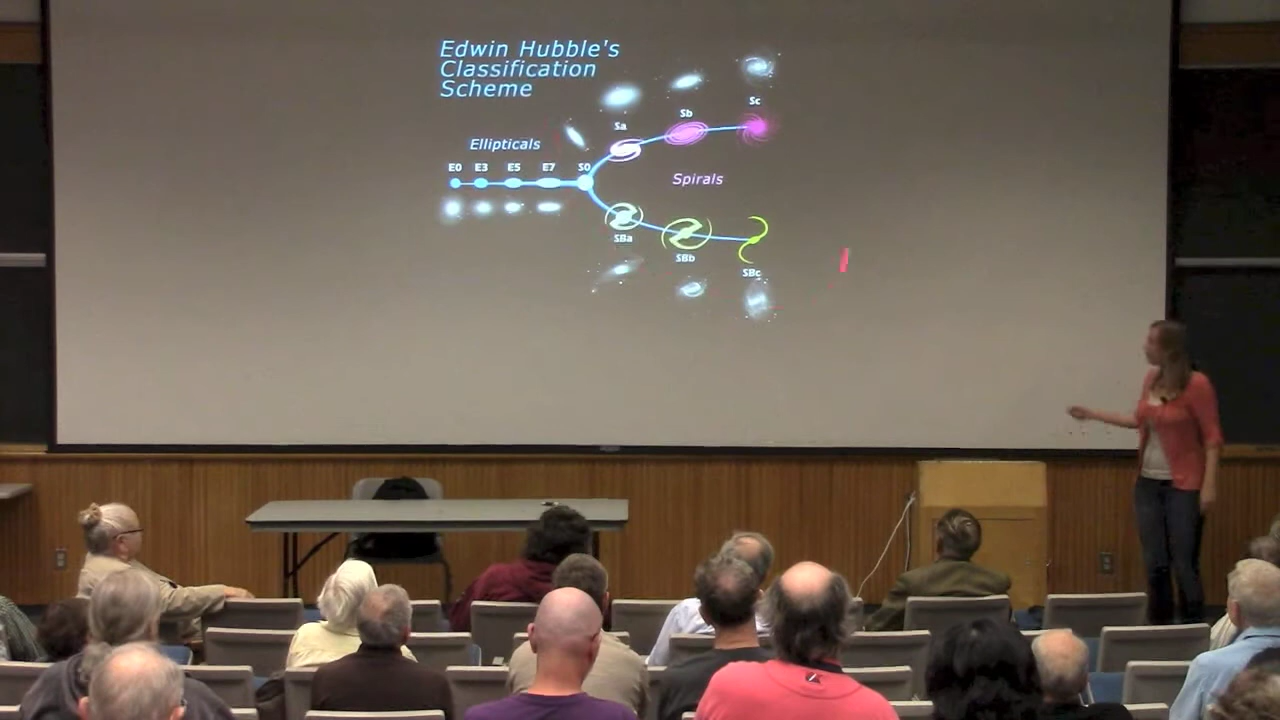 Edwin Hubble's
Classification
Scheme
Ellipticals
E0 E3 E5 E7 S0
Sa
Sb
Sc
Spirals
SBa
SBb
SBc